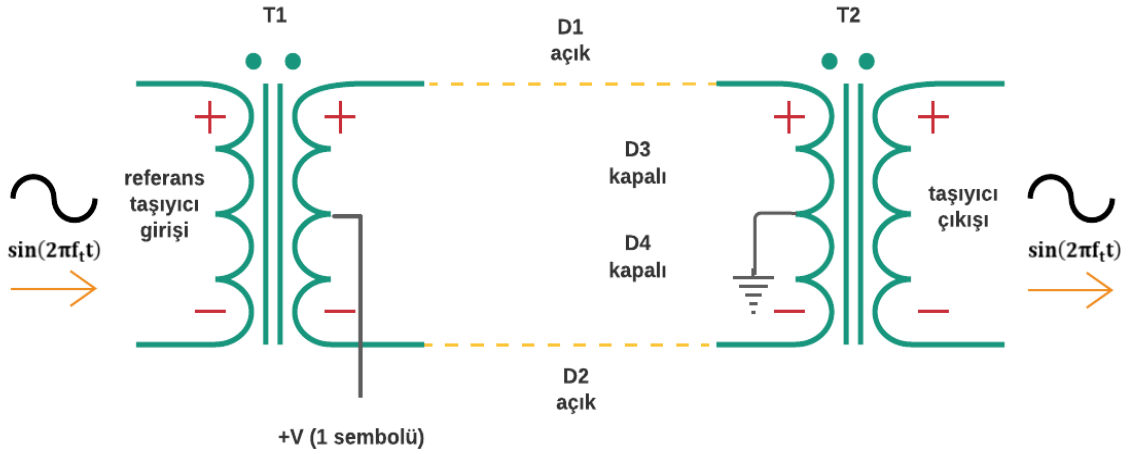 T1
T2
D1
açık
D3
kapalı
referans
taşıyıcı
girişi
taşıyıcı
çıkışı
sin(2πfₜt)
D4
kapalı
sin(2πfₜt)
D2
açık
+V (1 sembolü)